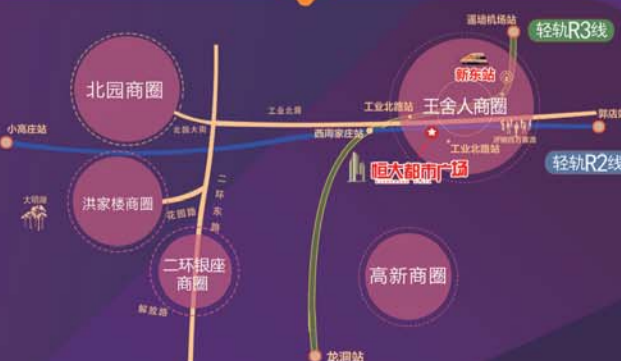 遥墙机场站
轻轨R3线
新东站
北园商圈
王舍人商圈
工业北路
工业北路站
郭店站
北园大街
小高庄站
西周家庄站
工业北路站
轻轨R2线
恒大都市广场
大明湖
洪家楼商圈
花园路
二环东路
二环银座
商圈
高新商圈
解放路
龙洞站